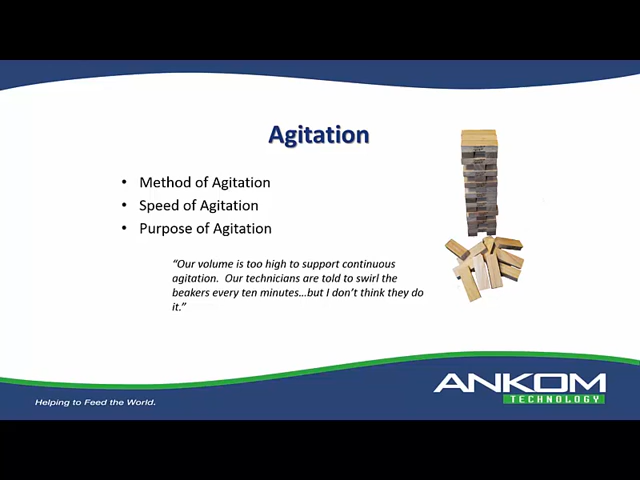 Agitation
• Method of Agitation
• Speed of Agitation
• Purpose of Agitation
“Our volume is too high to support continuous
agitation.  Our technicians are told to swirl the
beakers every ten minutes…but I don’t think they do
it.”
ANKOM
TECHNOLOGY
Helping to Feed the World.